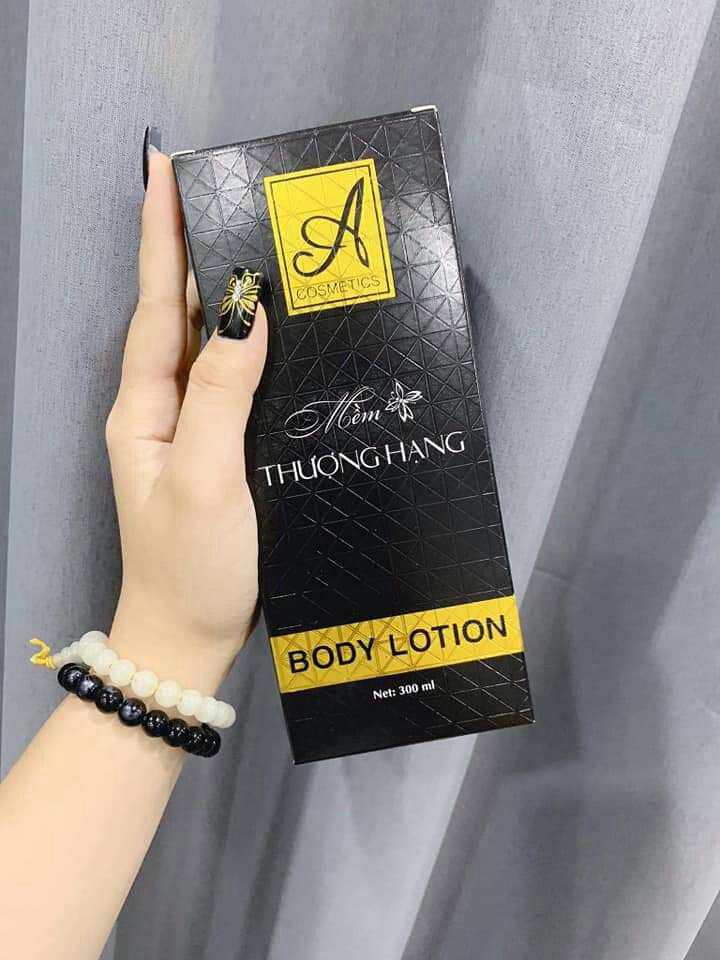 A
COSMETICS
Mềm
THƯỢNG HẠNG
BODY LOTION
Net: 300 ml